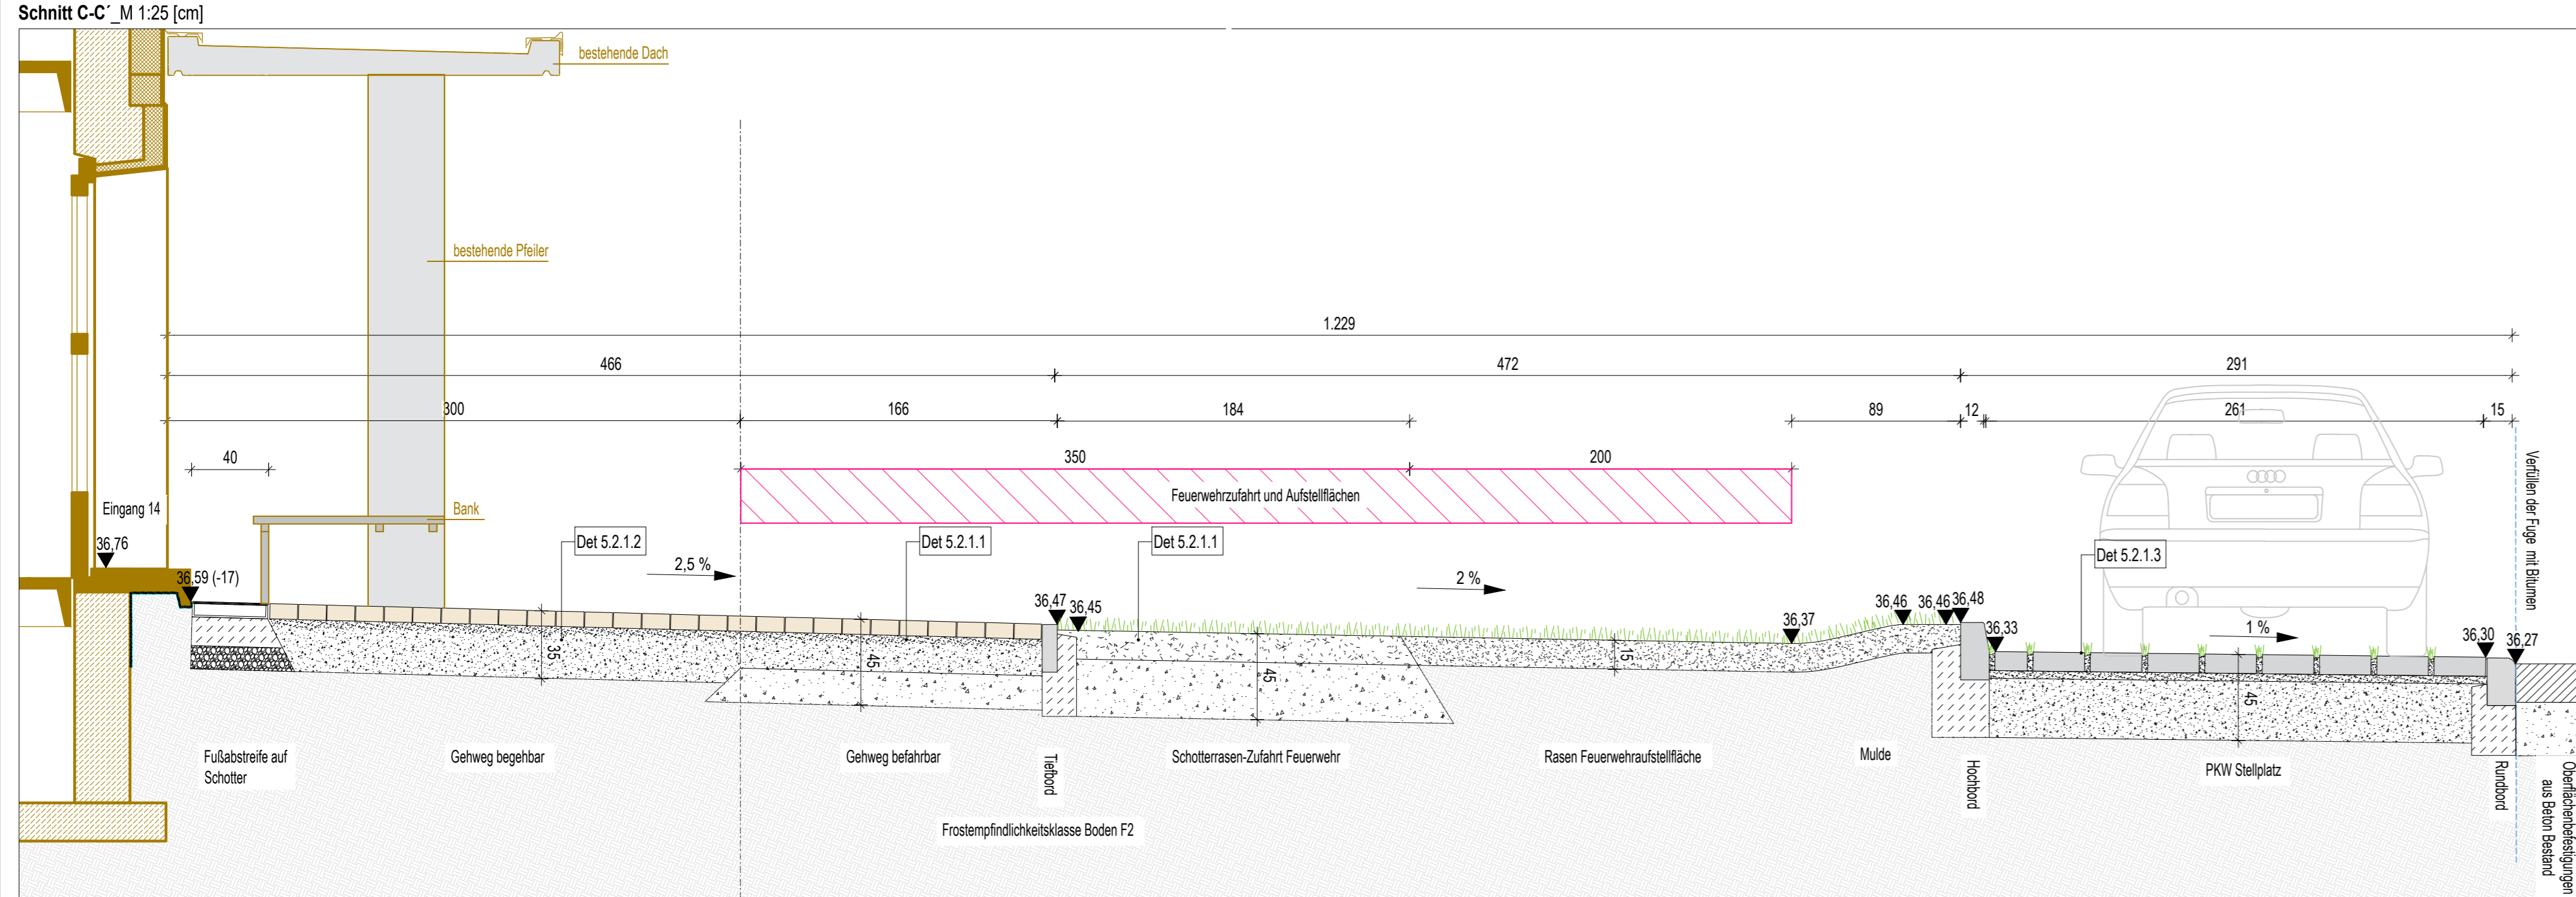 Schnitt C-C´_M 1:25 [cm]
bestehende Dach
bestehende Pfeiler
1.229
466
472
291
300
166
184
89
12
261
15
40
350
200
Feuerwehrzufahrt und Aufstellflächen
Eingang 14
Bank
Verfüllen der Fuge mit Bitumen
36,76
Det 5.2.1.2
Det 5.2.1.1
Det 5.2.1.1
Det 5.2.1.3
2,5 %
2 %
1 %
36,59 (-17)
36,47
36,45
36,37
36,46
36,46
36,48
36,33
36,30
36,27
35
45
45
15
45
Fußabstreife auf
Schotter
Gehweg begehbar
Gehweg befahrbar
Tiefbord
Schotterrasen-Zufahrt Feuerwehr
Rasen Feuerwehraufstellfläche
Mulde
Hochbord
PKW Stellplatz
Rundbord
Oberflächenbefestigungen
aus Beton Bestand
Frostempfindlichkeitsklasse Boden F2